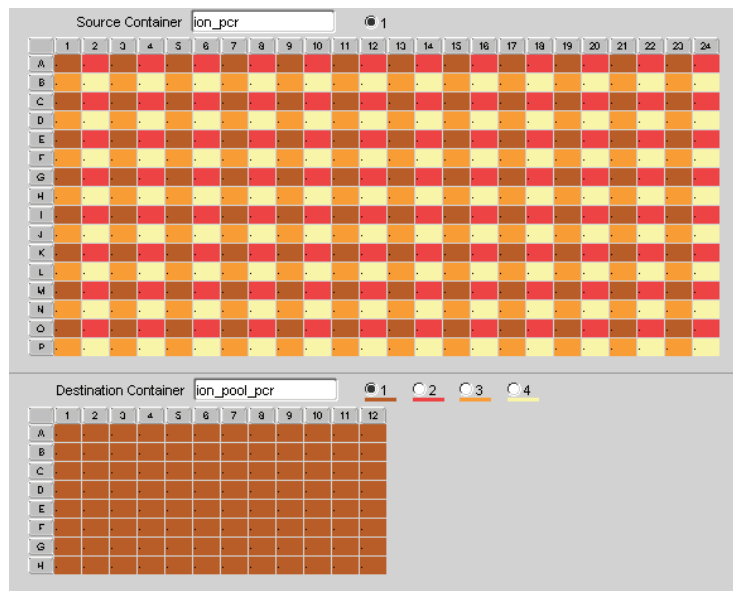 Source Container ion_pcr 1
1 2 3 4 5 6 7 8 9 10 11 12 13 14 15 16 17 18 19 20 21 22 23 24
A
B
C
D
E
F
G
H
I
J
K
L
M
N
O
P
Destination Container ion_pool_pcr 1 2 3 4
1 2 3 4 5 6 7 8 9 10 11 12
A
B
C
D
E
F
G
H